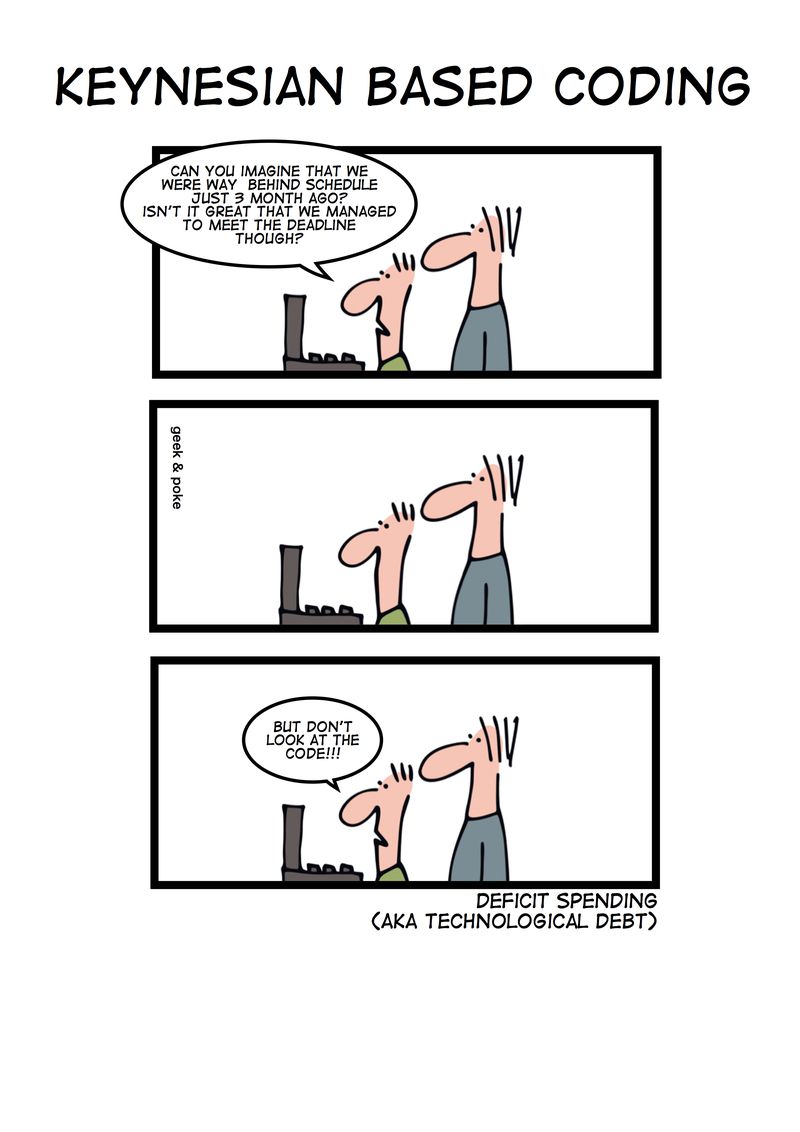 KEYNESIAN BASED CODING
CAN YOU IMAGINE THAT WE
WERE WAY BEHIND SCHEDULE
JUST 3 MONTH AGO?
ISN'T IT GREAT THAT WE MANAGED
TO MEET THE DEADLINE
THOUGH?
geek & poke
BUT DON'T
LOOK AT THE
CODE!!!
DEFICIT SPENDING
(AKA TECHNOLOGICAL DEBT)